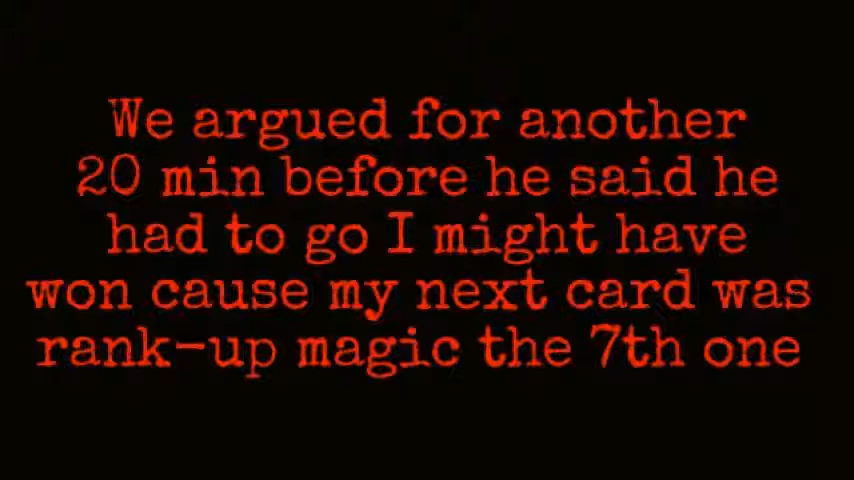 We argued for another
20 min before he said he
had to go I might have
won cause my next card was
rank-up magic the 7th one